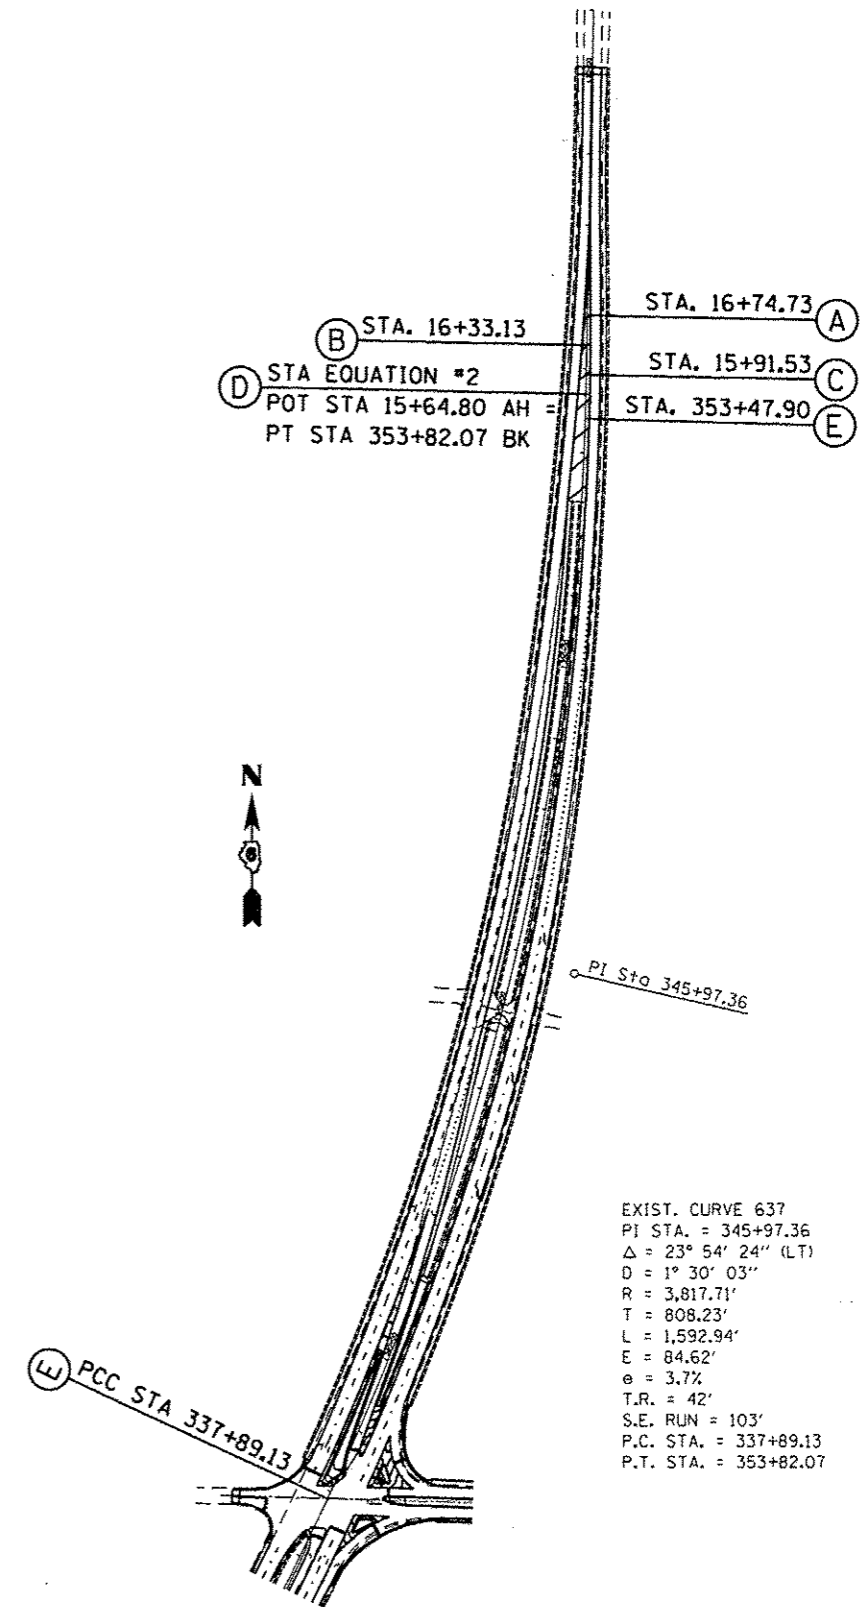 STA. 16+74.73
A
B
STA. 16+33.13
STA. 15+91.53
C
D
STA EQUATION #2
POT STA 15+64.80 AH =
PT STA 353+82.07 BK
STA. 353+47.90
E
N
PI Sta 345+97.36
EXIST. CURVE 637
PI STA. = 345+97.36
Δ = 23° 54' 24" (LT)
D = 1° 30' 03"
R = 3,817.71'
T = 808.23'
L = 1,592.94'
E = 84.62'
e = 3.7%
T.R. = 42'
S.E. RUN = 103'
P.C. STA. = 337+89.13
P.T. STA. = 353+82.07
E
PCC STA 337+89.13